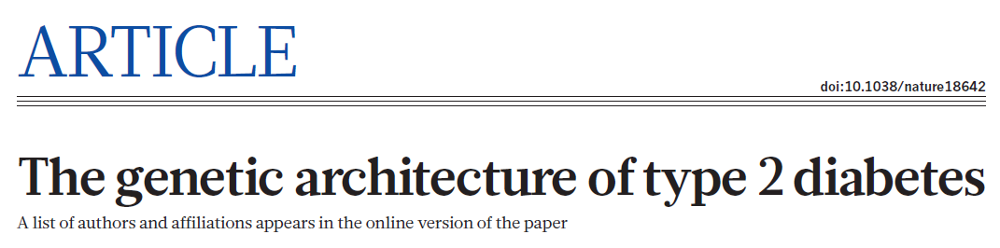 ARTICLE
doi:10.1038/nature18642
The genetic architecture of type 2 diabetes
A list of authors and affiliations appears in the online version of the paper